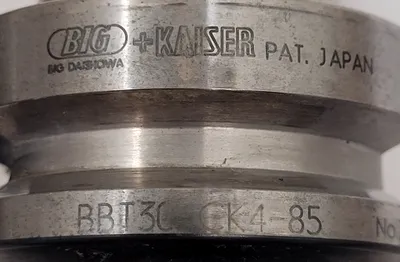 BIG +KAISER PAT. JAPAN
BIG DAISHOWA
BBT30-CK4-85 No.